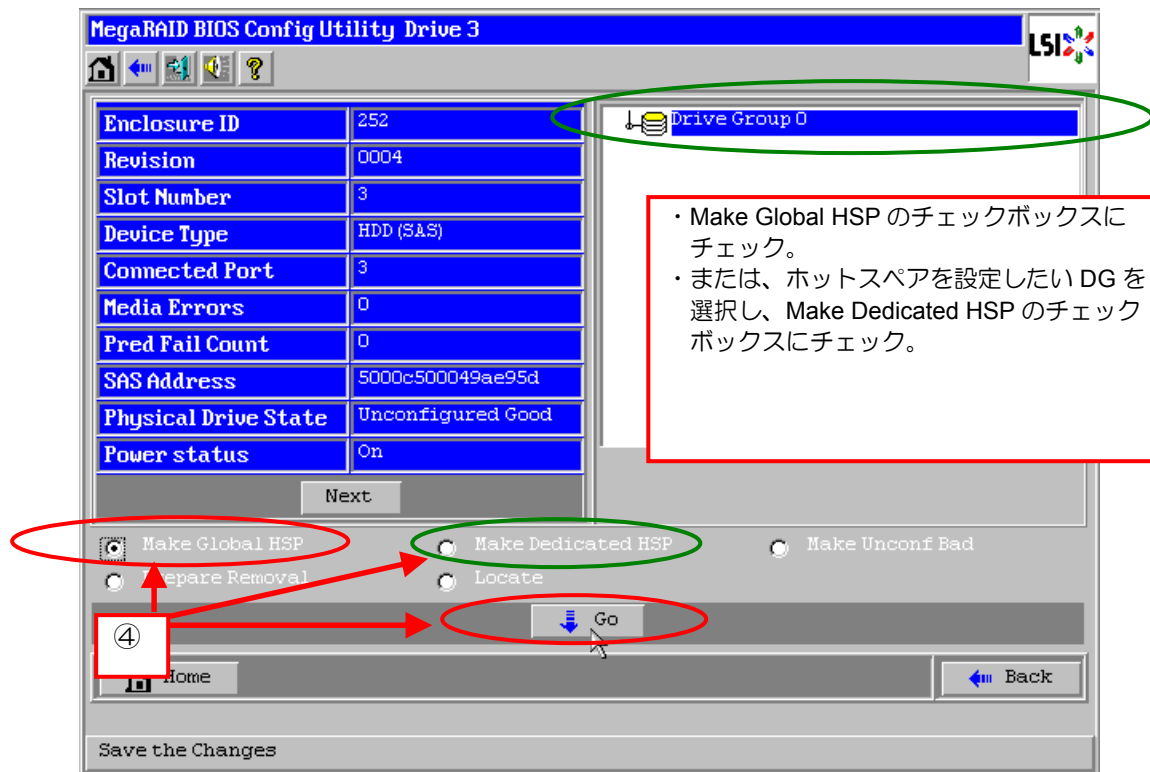 MegaRAID BIOS Config Utility Drive 3
LSI
Enclosure ID 252
Revision 0004
Slot Number 3
Device Type HDD (SAS)
Connected Port 3
Media Errors 0
Pred Fail Count 0
SAS Address 5000c500049ae95d
Physical Drive State Unconfigured Good
Power status On
Next
Drive Group 0
・Make Global HSP のチェックボックスに
チェック。
・または、ホットスペアを設定したい DG を
選択し、Make Dedicated HSP のチェック
ボックスにチェック。
Make Global HSP Make Dedicated HSP Make Unconf Bad
Prepare Removal Locate
④
Go
Home Back
Save the Changes